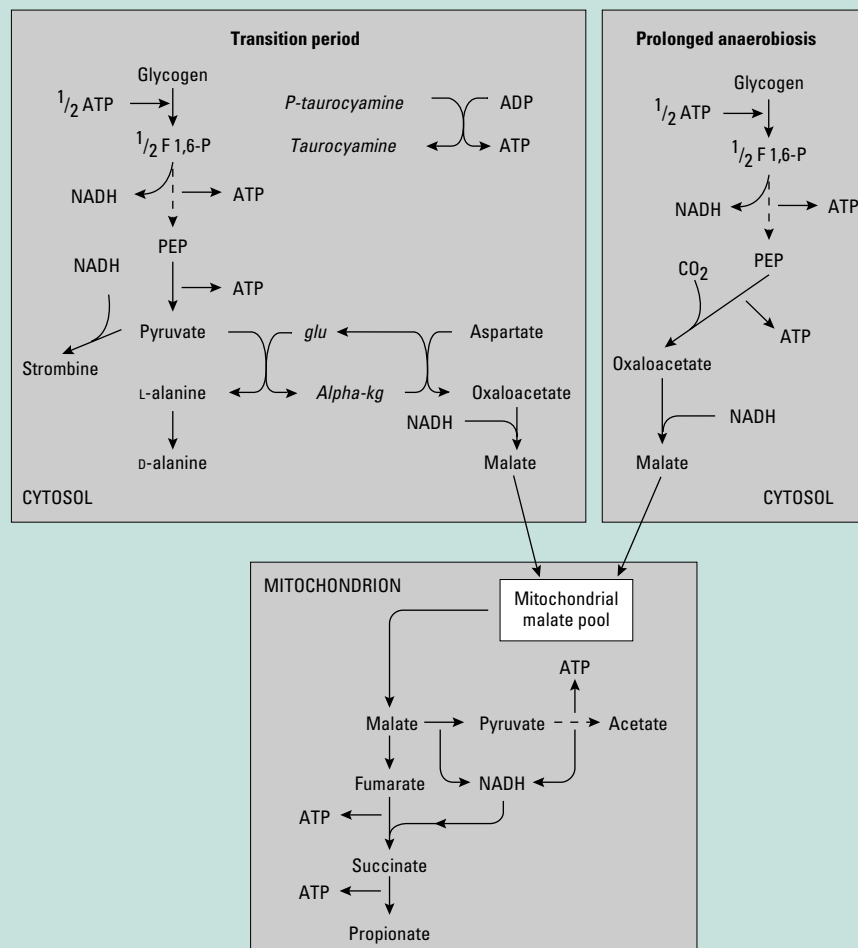 Transition period
Glycogen
1/2 ATP
1/2 F 1,6-P
NADH
ATP
PEP
NADH
ATP
Pyruvate
Strombine
L-alanine
D-alanine
P-taurocyamine
ADP
Taurocyamine
ATP
glu
Aspartate
Alpha-kg
Oxaloacetate
NADH
Malate
CYTOSOL
Prolonged anaerobiosis
Glycogen
1/2 ATP
1/2 F 1,6-P
NADH
ATP
CO2
PEP
ATP
Oxaloacetate
NADH
Malate
CYTOSOL
MITOCHONDRION
Mitochondrial
malate pool
ATP
Malate
Pyruvate
Acetate
Fumarate
NADH
ATP
Succinate
ATP
Propionate